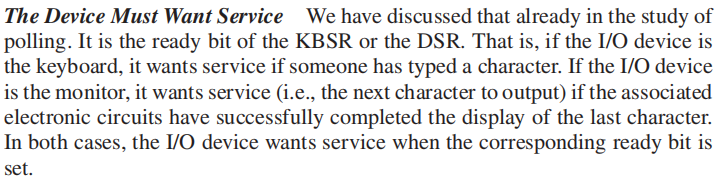 The Device Must Want Service We have discussed that already in the study of
polling. It is the ready bit of the KBSR or the DSR. That is, if the I/O device is
the keyboard, it wants service if someone has typed a character. If the I/O device
is the monitor, it wants service (i.e., the next character to output) if the associated
electronic circuits have successfully completed the display of the last character.
In both cases, the I/O device wants service when the corresponding ready bit is
set.